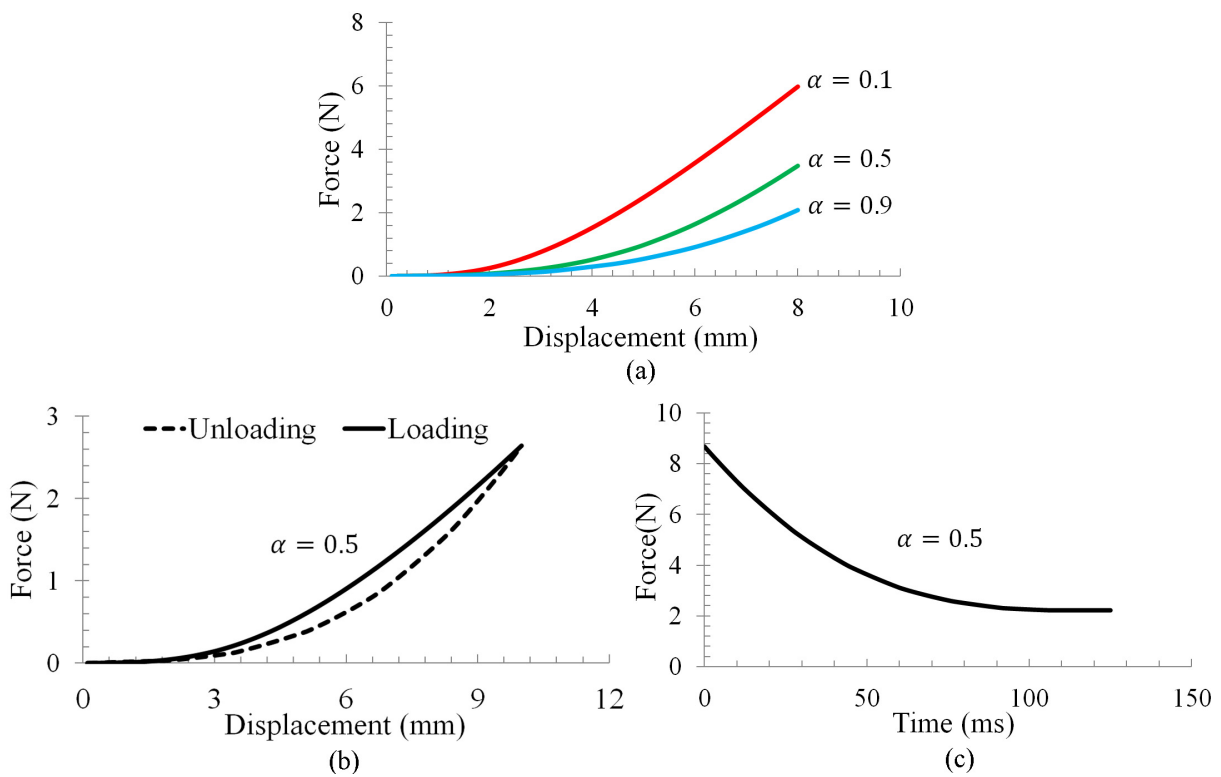 8
6
4
2
0
Force (N)
α = 0.1
α = 0.5
α = 0.9
0 2 4 6 8 10
Displacement (mm)
(a)
3
2
1
0
Force (N)
Unloading Loading
α = 0.5
0 3 6 9 12
Displacement (mm)
(b)
10
8
6
4
2
0
Force(N)
α = 0.5
0 50 100 150
Time (ms)
(c)